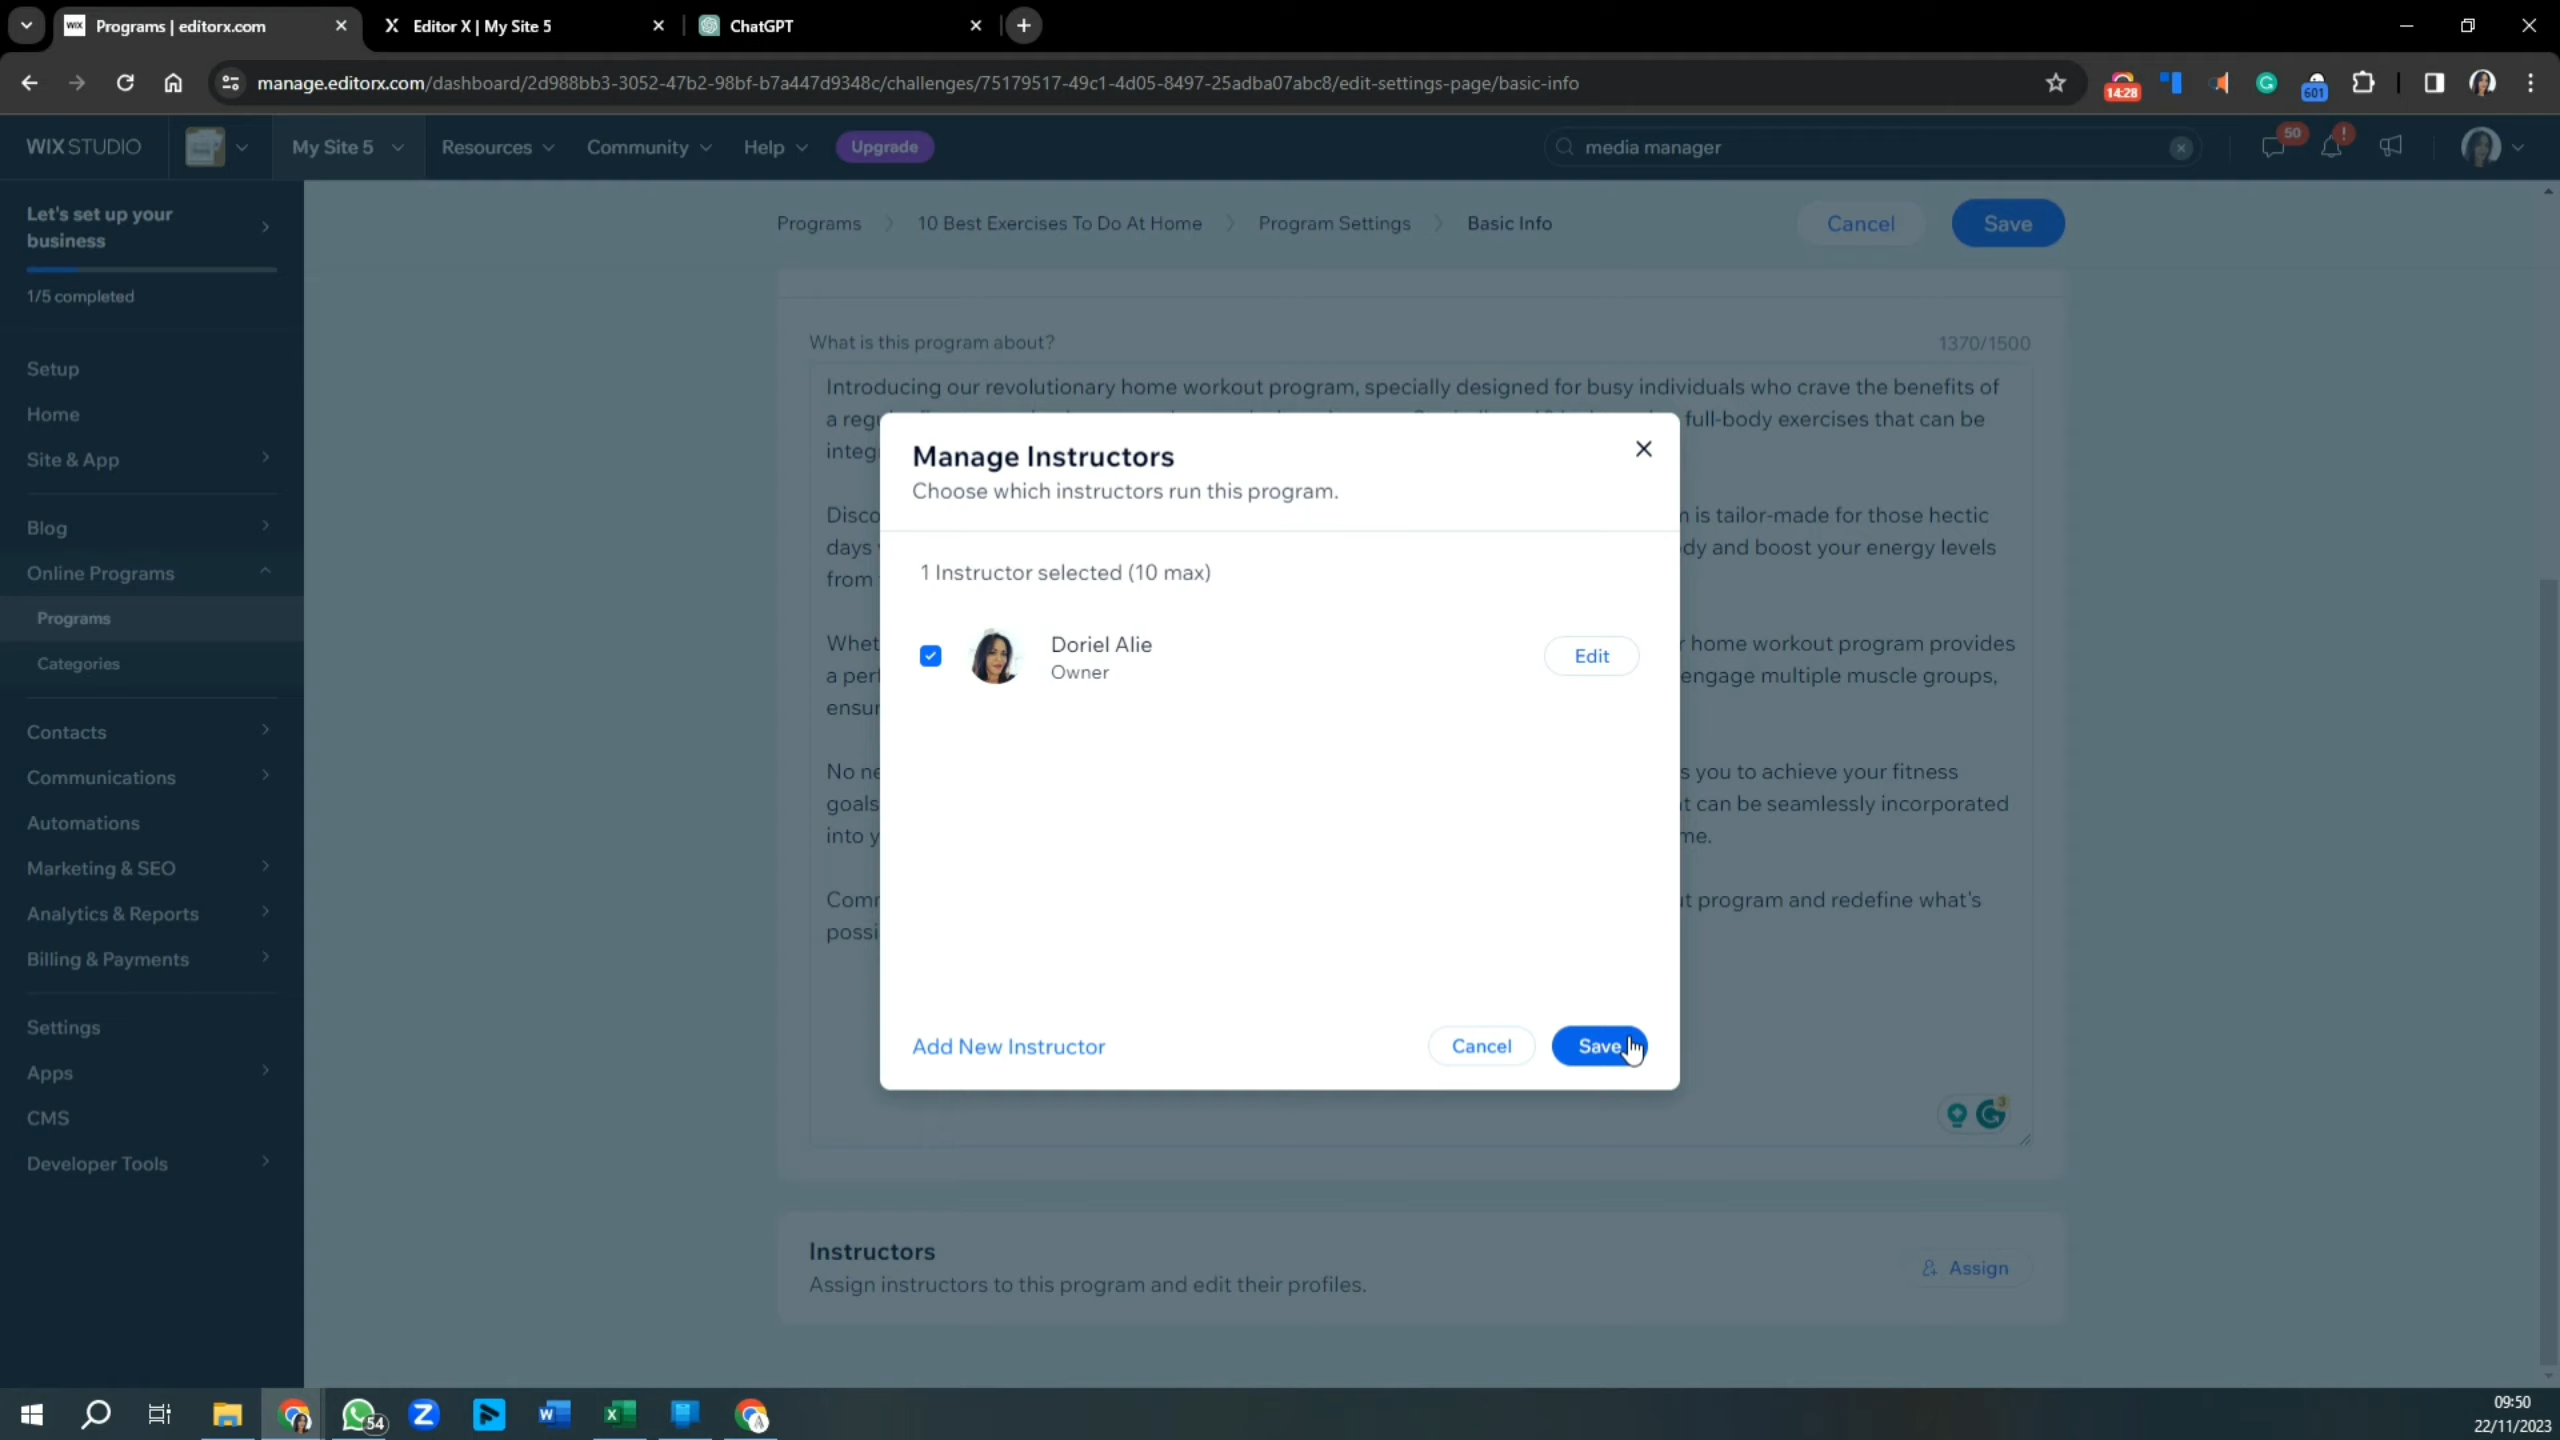 Programs | editorx.com
Editor X | My Site 5
ChatGPT
manage.editorx.com/dashboard/2d988bb3-3052-47b2-98bf-b7a447d9348c/challenges/75179517-49c1-4d05-8497-25adba07abc8/edit-settings-page/basic-info
14:28
601
WIX STUDIO
My Site 5
Resources
Community
Help
Upgrade
media manager
50
Let's set up your
business
1/5 completed
Setup
Home
Site & App
Blog
Online Programs
Programs
Categories
Contacts
Communications
Automations
Marketing & SEO
Analytics & Reports
Billing & Payments
Settings
Apps
CMS
Developer Tools
Programs > 10 Best Exercises To Do At Home > Program Settings > Basic Info
Cancel
Save
What is this program about?
1370/1500
Introducing our revolutionary home workout program, specially designed for busy individuals who crave the benefits of
full-body exercises that can be
is tailor-made for those hectic
days
and boost your energy levels
from
home workout program provides
engage multiple muscle groups,
you to achieve your fitness
goals
can be seamlessly incorporated
into
program and redefine what's
Manage Instructors
Choose which instructors run this program.
1 Instructor selected (10 max)
Doriel Alie
Owner
Edit
Add New Instructor
Cancel
Save
Instructors
Assign instructors to this program and edit their profiles.
Assign
54
09:50
22/11/2023